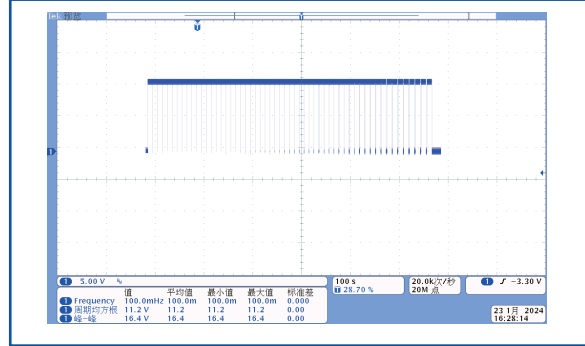 Te 预览
T
T
1
1 5.00 V
100 s
T 28.70 %
20.0k次/秒
20M 点
1 -3.30 V
值 平均值 最小值 最大值 标准差
1 Frequency 100.0mHz 100.0m 100.0m 100.0m 0.000
1 周期均方根 11.2 V 11.2 11.2 11.2 0.00
1 峰-峰 16.4 V 16.4 16.4 16.4 0.00
23 1月 2024
16:28:14